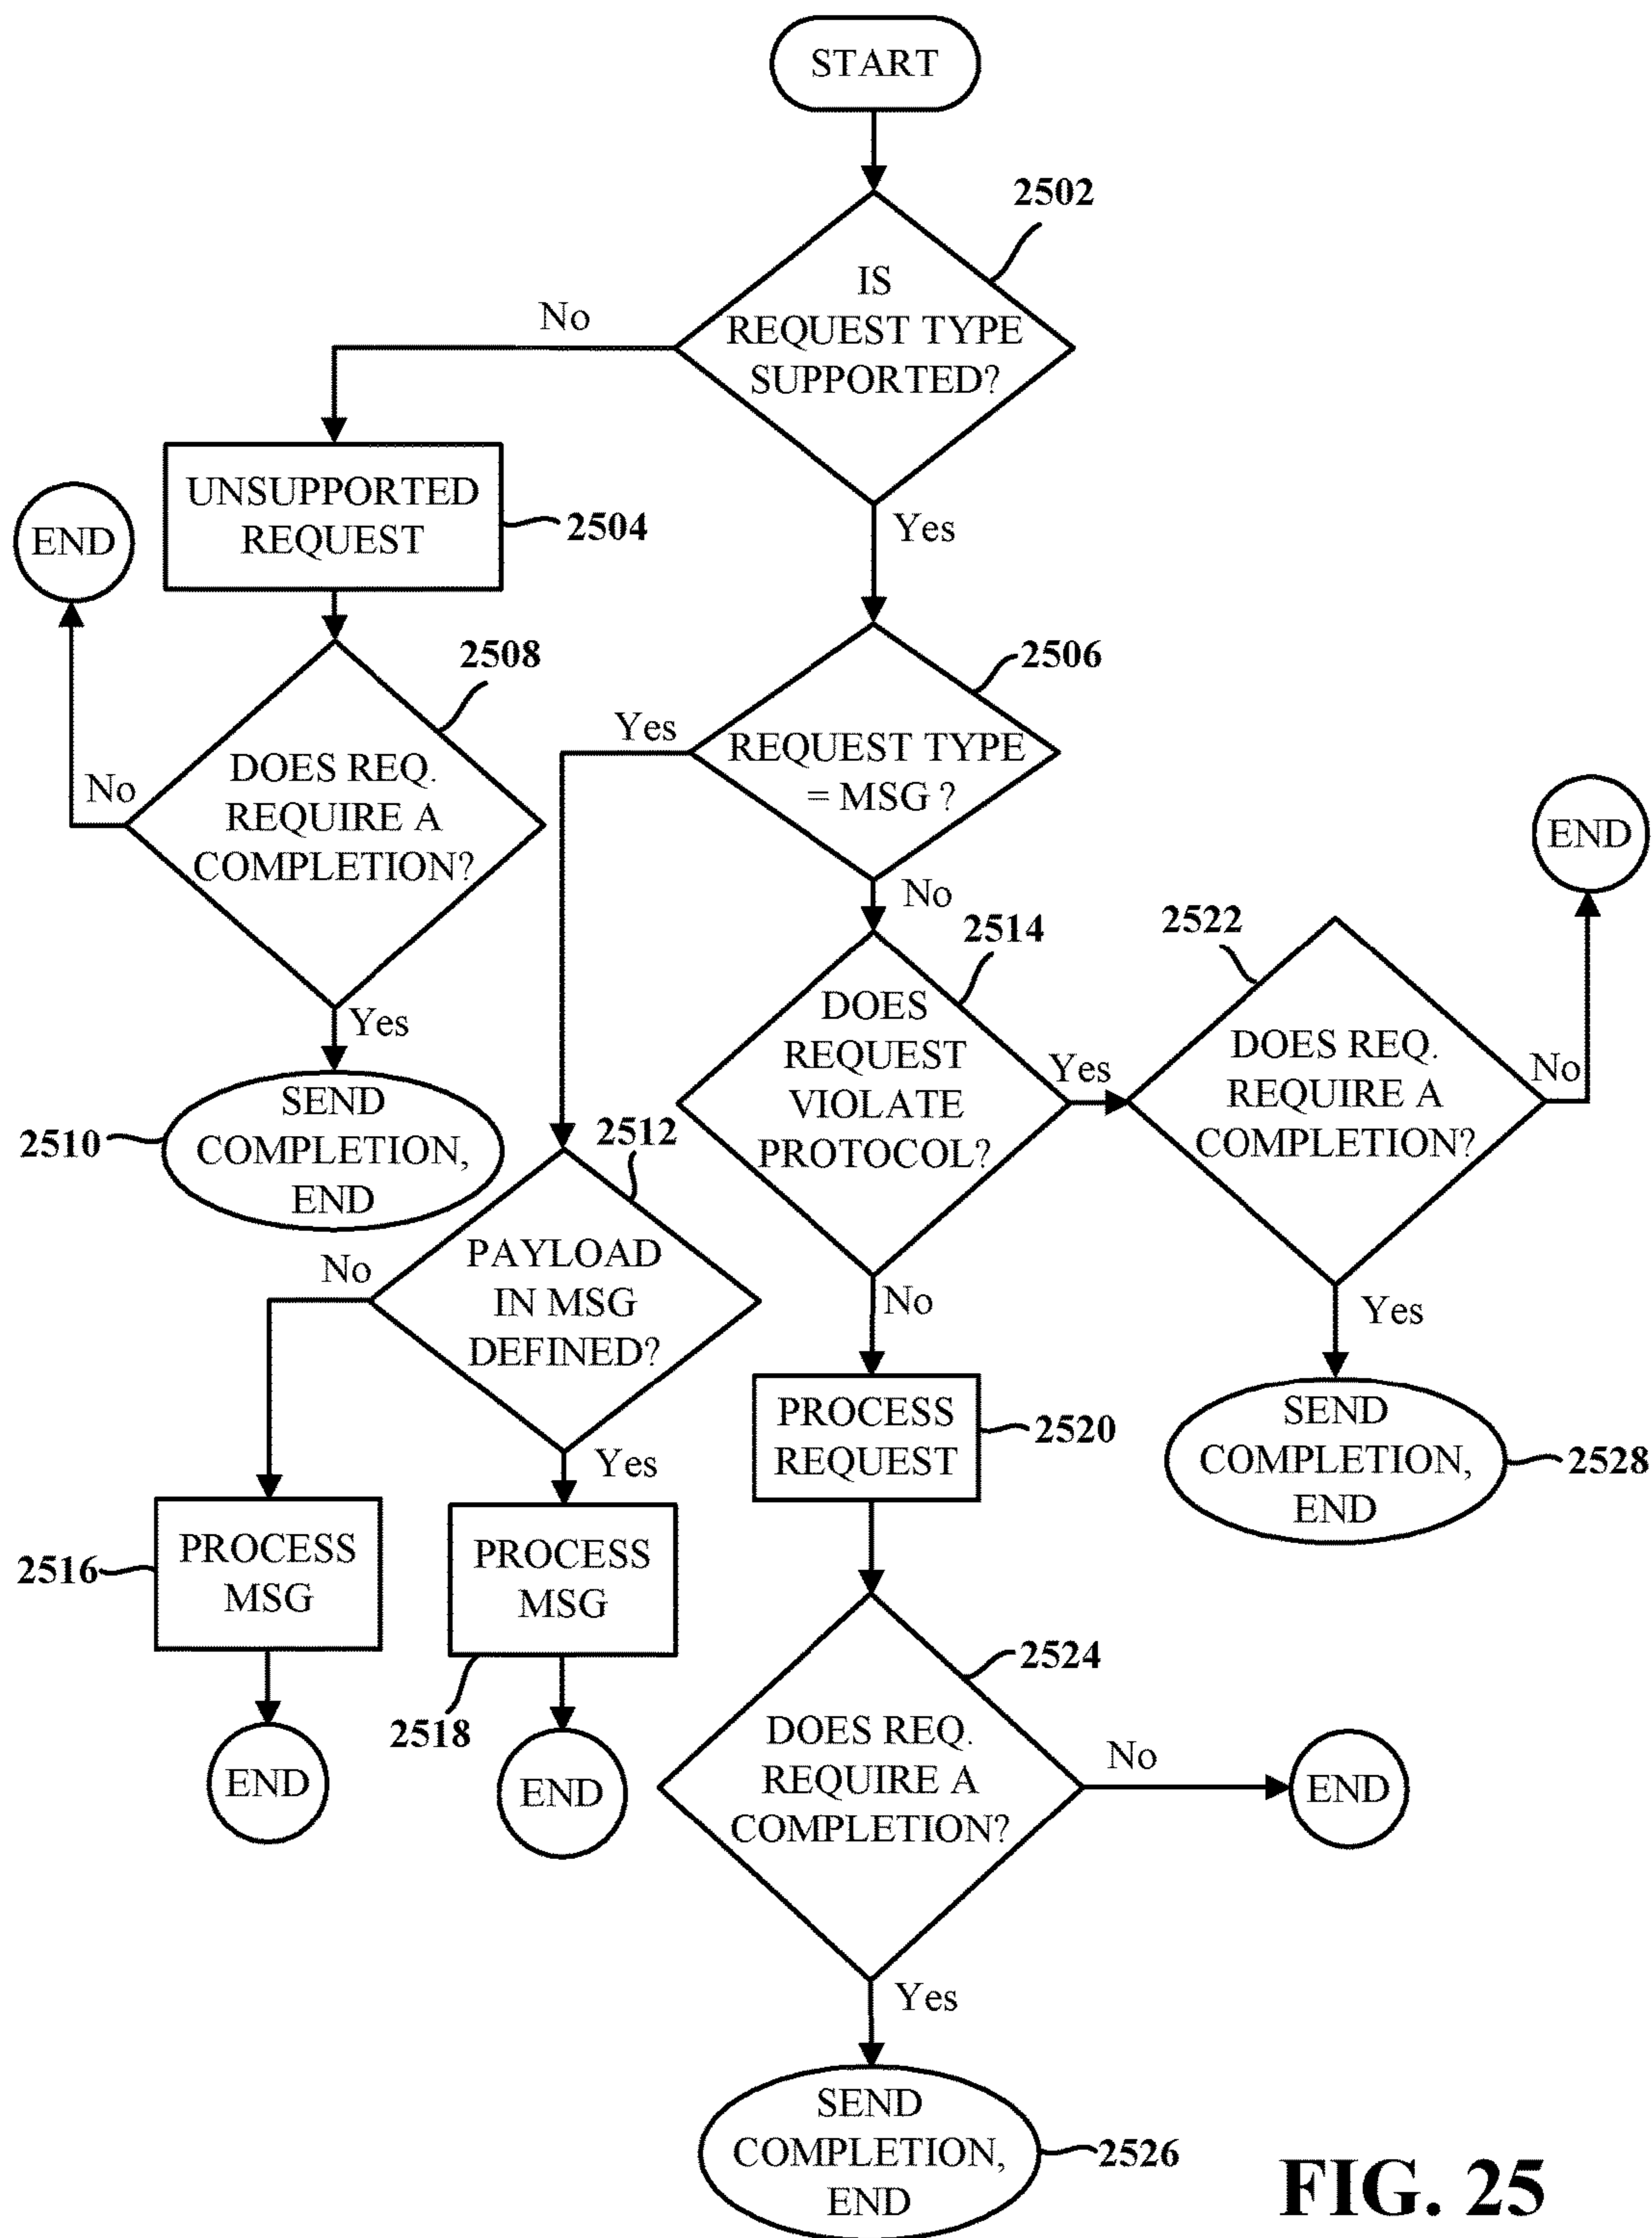 START
2502
IS
REQUEST TYPE
SUPPORTED?
No
Yes
UNSUPPORTED
REQUEST
2504
END
2508
DOES REQ.
REQUIRE A
COMPLETION?
No
Yes
SEND
COMPLETION,
END
2510
2506
REQUEST TYPE
= MSG ?
Yes
No
2514
DOES
REQUEST
VIOLATE
PROTOCOL?
Yes
No
2522
DOES REQ.
REQUIRE A
COMPLETION?
No
END
Yes
SEND
COMPLETION,
END
2528
2512
PAYLOAD
IN MSG
DEFINED?
No
Yes
PROCESS
MSG
2516
END
PROCESS
MSG
2518
END
PROCESS
REQUEST
2520
2524
DOES REQ.
REQUIRE A
COMPLETION?
No
END
Yes
SEND
COMPLETION,
END
2526
FIG. 25